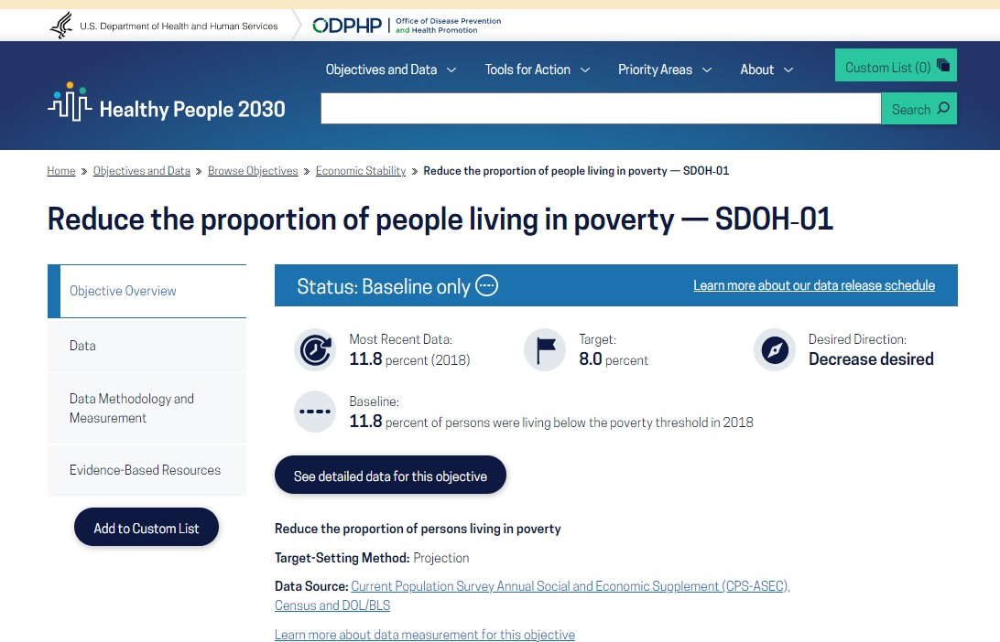 U.S. Department of Health and Human Services
ODPHP
Office of Disease Prevention
and Health Promotion
Objectives and Data
Tools for Action
Priority Areas
About
Custom List (0)
Healthy People 2030
Search
Home » Objectives and Data » Browse Objectives » Economic Stability » Reduce the proportion of people living in poverty — SDOH‑01
Reduce the proportion of people living in poverty — SDOH‑01
Objective Overview
Data
Data Methodology and
Measurement
Evidence-Based Resources
Add to Custom List
Status: Baseline only
Learn more about our data release schedule
Most Recent Data:
11.8 percent (2018)
Target:
8.0 percent
Desired Direction:
Decrease desired
Baseline:
11.8 percent of persons were living below the poverty threshold in 2018
See detailed data for this objective
Reduce the proportion of persons living in poverty
Target-Setting Method: Projection
Data Source: Current Population Survey Annual Social and Economic Supplement (CPS-ASEC),
Census and DOL/BLS
Learn more about data measurement for this objective